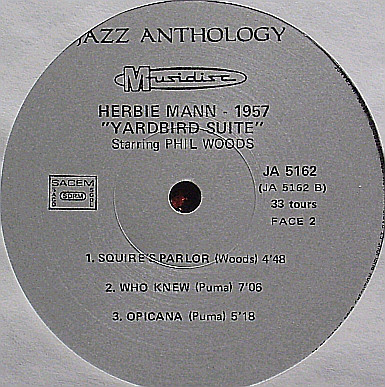 JAZZ ANTHOLOGY
Musidisc
HERBIE MANN - 1957
"YARDBIRD SUITE"
Starring PHIL WOODS
JA 5162
(JA 5162 B)
33 tours
FACE 2
SACEM
SDRM
1. SQUIRE'S PARLOR (Woods) 4'48
2. WHO KNEW (Puma) 7'06
3. OPICANA (Puma) 5'18